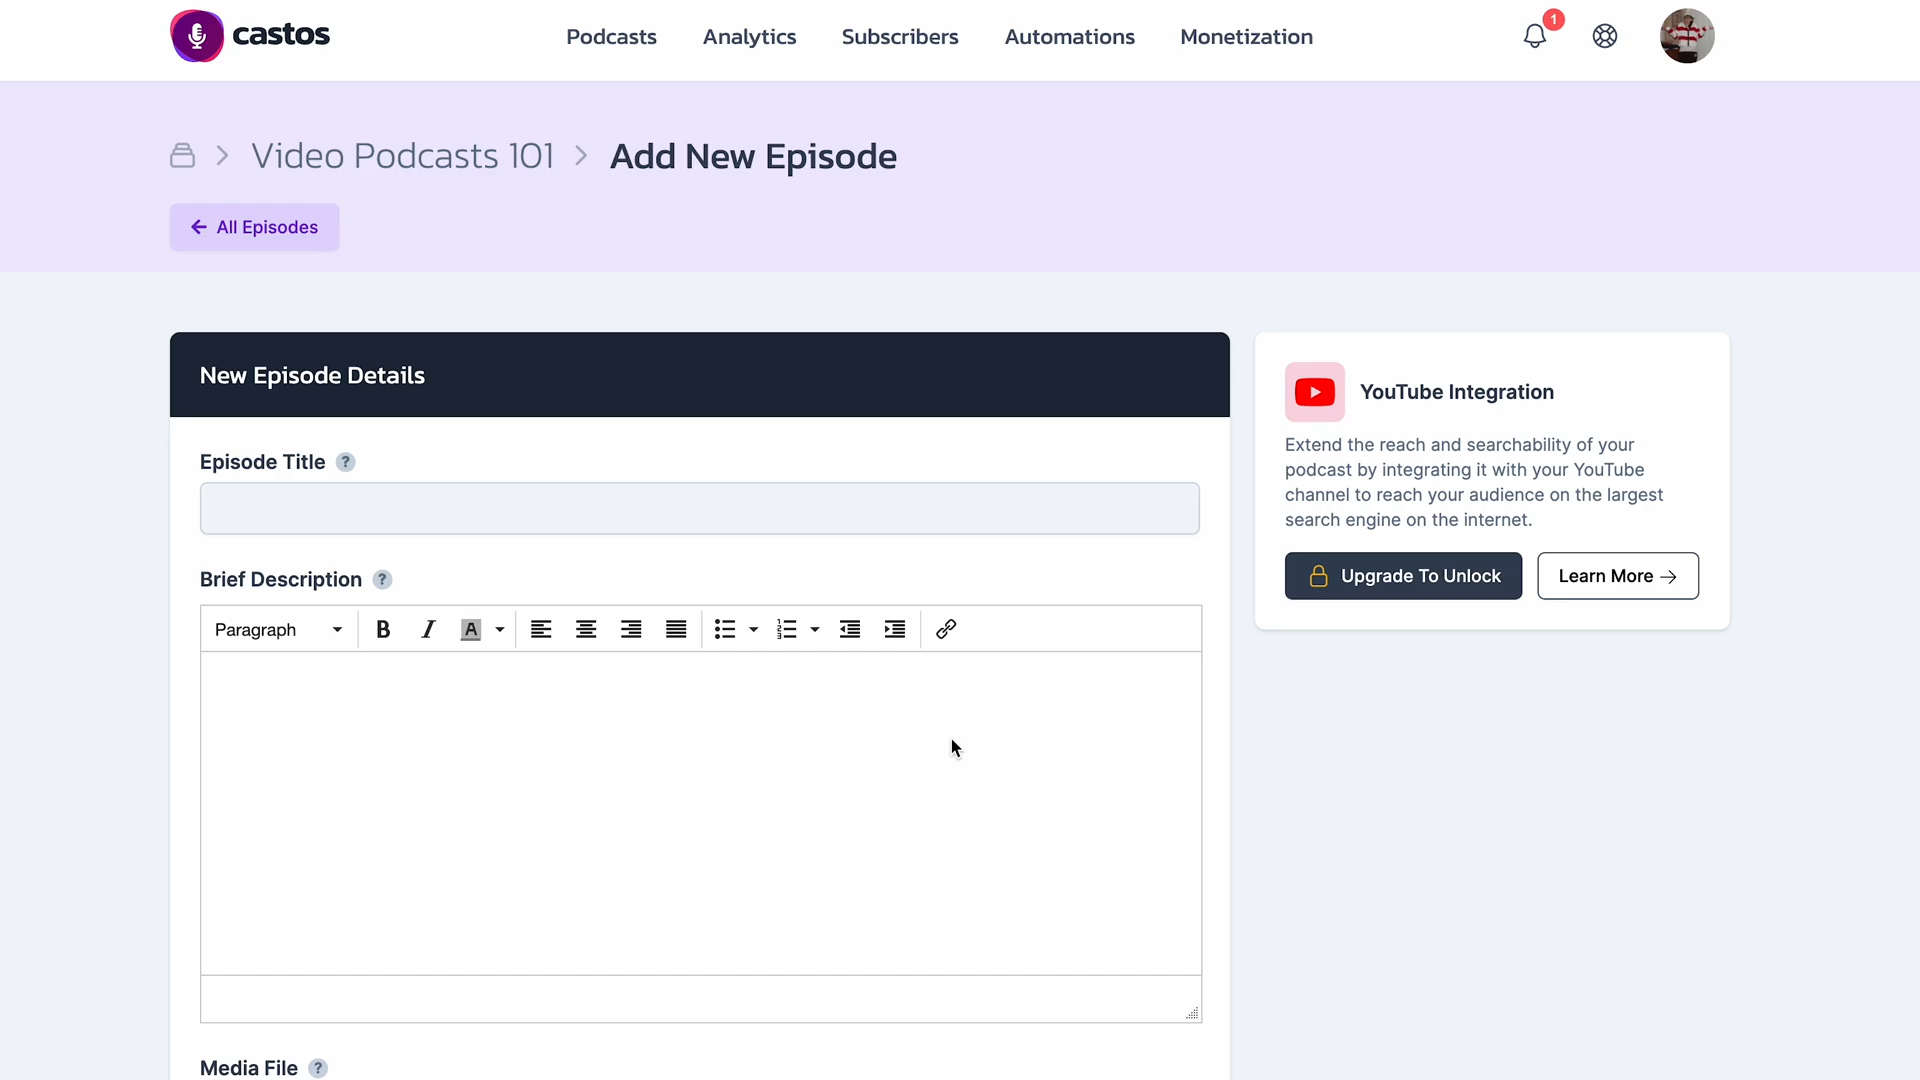 castos
Podcasts Analytics Subscribers Automations Monetization
1
Video Podcasts 101 > Add New Episode
← All Episodes
New Episode Details
Episode Title ?
Brief Description ?
Paragraph B I A
Media File ?
YouTube Integration
Extend the reach and searchability of your
podcast by integrating it with your YouTube
channel to reach your audience on the largest
search engine on the internet.
Upgrade To Unlock
Learn More →